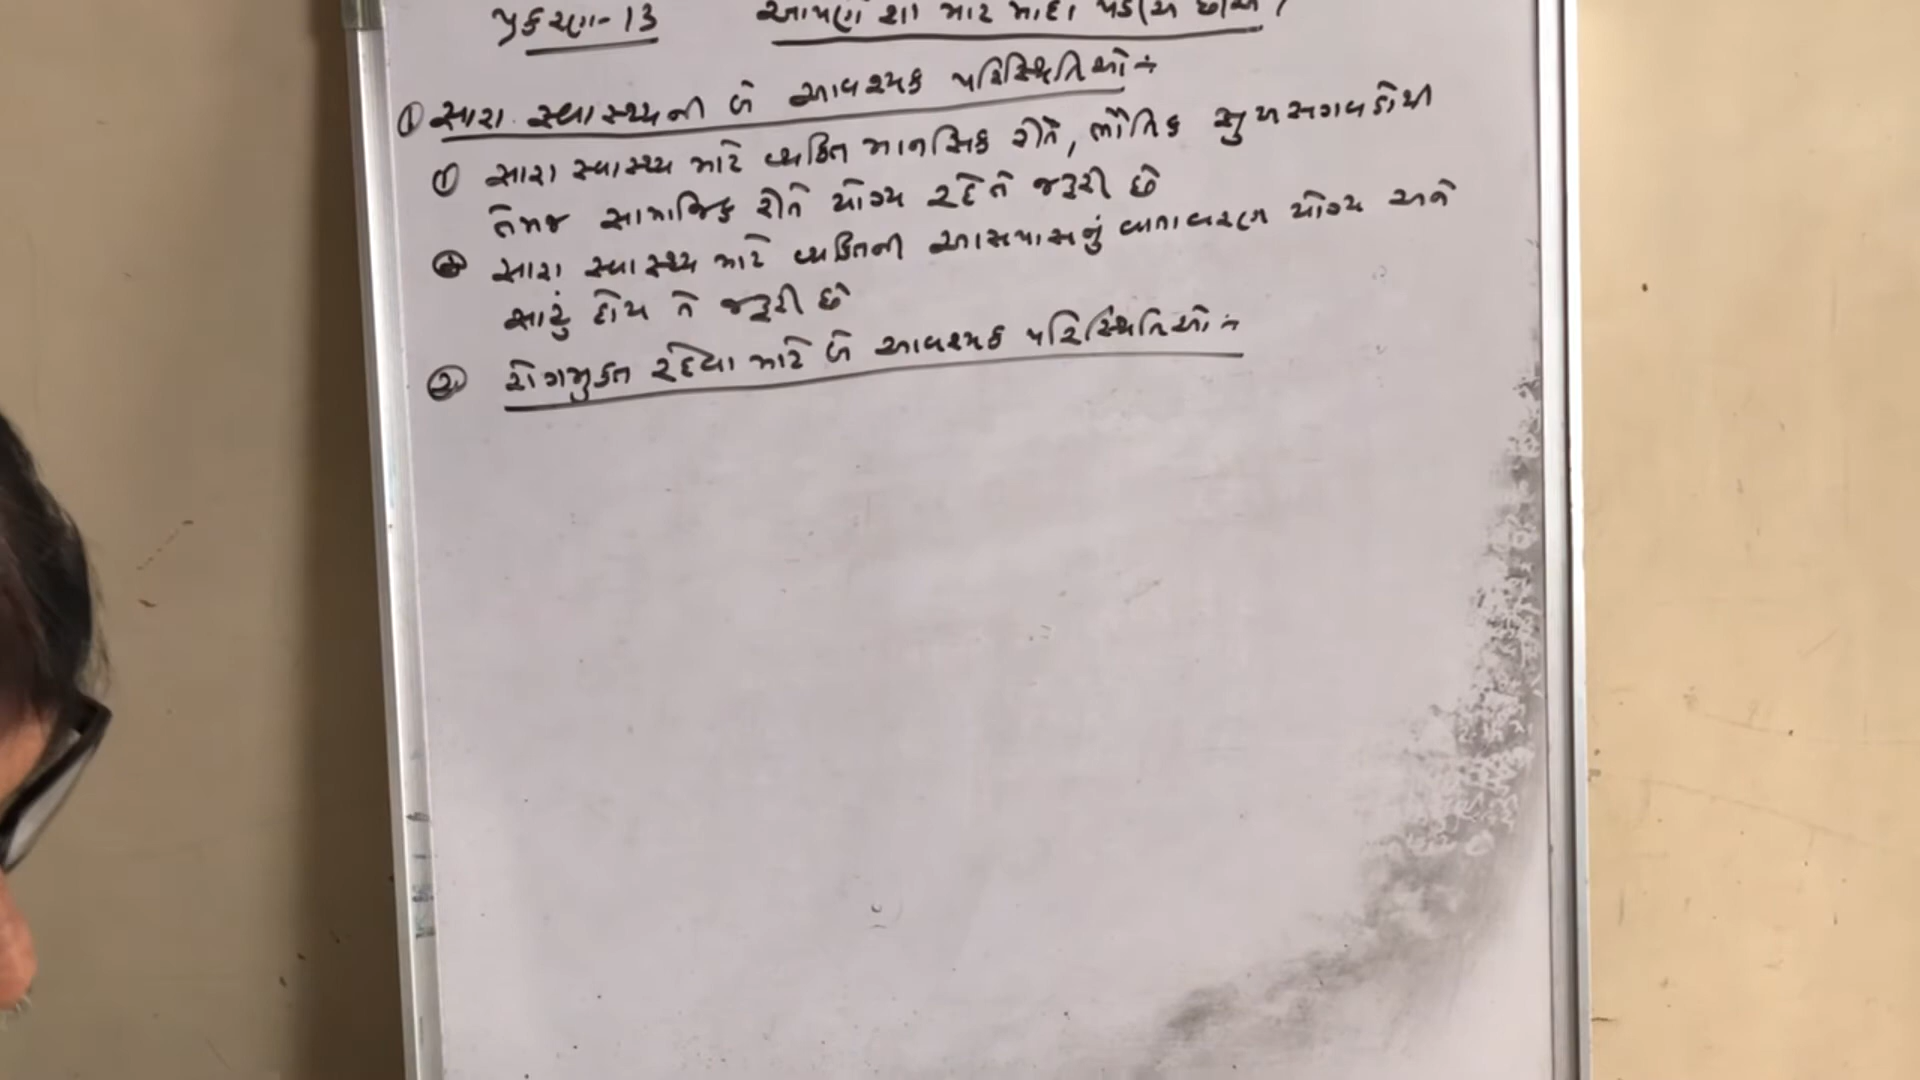 પ્રકરણ-13 આપણે શા માટે માંદા પડીએ છીએ?
① સારા સ્વાસ્થ્યની બે આવશ્યક પરિસ્થિતિઓ:-
① સારા સ્વાસ્થ્ય માટે વ્યક્તિ માનસિક રીતે, ભૌતિક સુખસગવડોથી
તેમજ સામાજિક રીતે યોગ્ય રહે તે જરૂરી છે
② સારા સ્વાસ્થ્ય માટે વ્યક્તિની આસપાસનું વાતાવરણ યોગ્ય અને
સારું હોય તે જરૂરી છે
② રોગમુક્ત રહેવા માટે બે આવશ્યક પરિસ્થિતિઓ:-